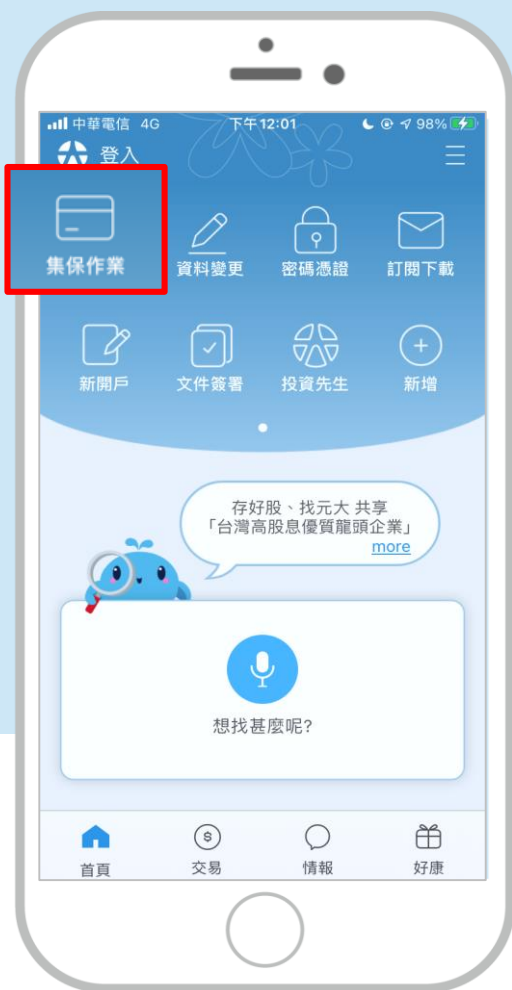 中華電信 4G 下午12:01 98%
登入
集保作業 資料變更 密碼憑證 訂閱下載
新開戶 文件簽署 投資先生 新增
存好股、找元大 共享
「台灣高股息優質龍頭企業」
more
想找甚麼呢?
首頁 交易 情報 好康